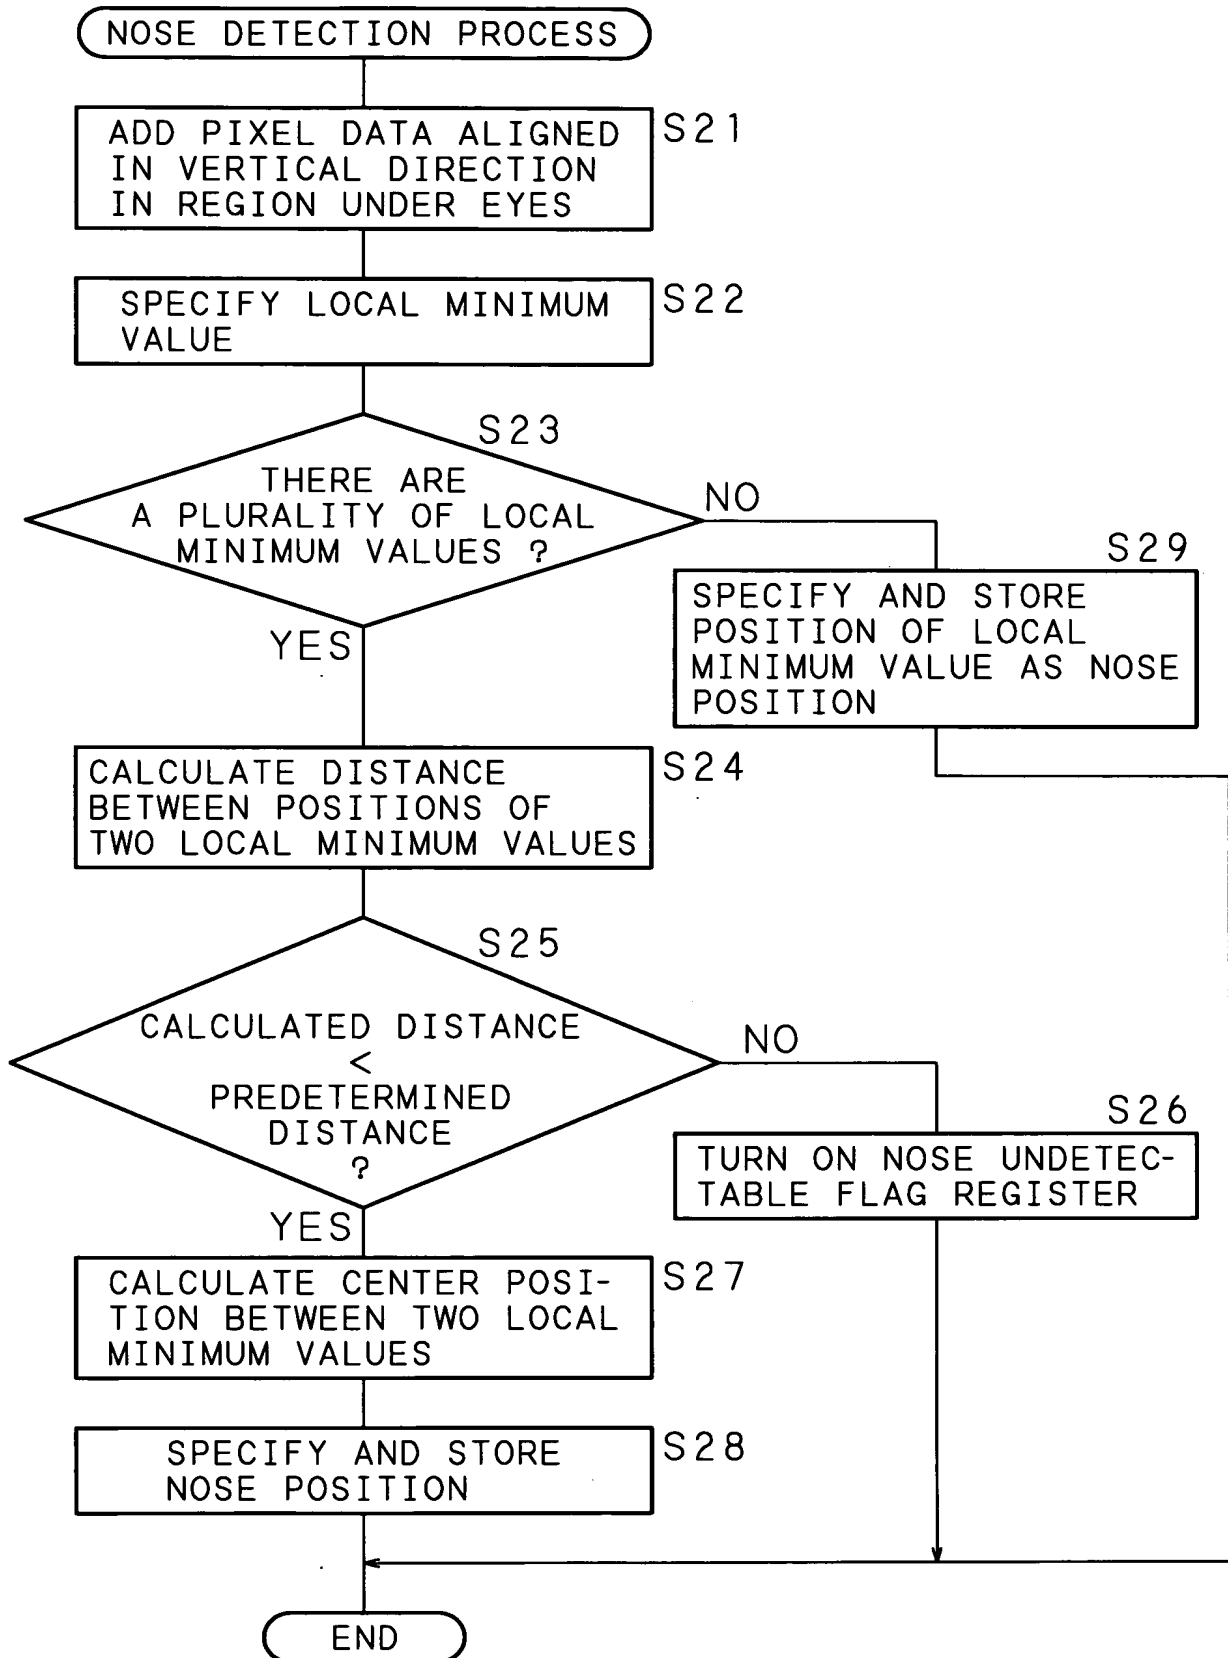 NOSE DETECTION PROCESS
ADD PIXEL DATA ALIGNED
IN VERTICAL DIRECTION
IN REGION UNDER EYES
S21
SPECIFY LOCAL MINIMUM
VALUE
S22
S23
THERE ARE
A PLURALITY OF LOCAL
MINIMUM VALUES ?
NO
YES
S29
SPECIFY AND STORE
POSITION OF LOCAL
MINIMUM VALUE AS NOSE
POSITION
CALCULATE DISTANCE
BETWEEN POSITIONS OF
TWO LOCAL MINIMUM VALUES
S24
S25
CALCULATED DISTANCE
<
PREDETERMINED
DISTANCE
?
NO
YES
S26
TURN ON NOSE UNDETEC-
TABLE FLAG REGISTER
CALCULATE CENTER POSI-
TION BETWEEN TWO LOCAL
MINIMUM VALUES
S27
SPECIFY AND STORE
NOSE POSITION
S28
END